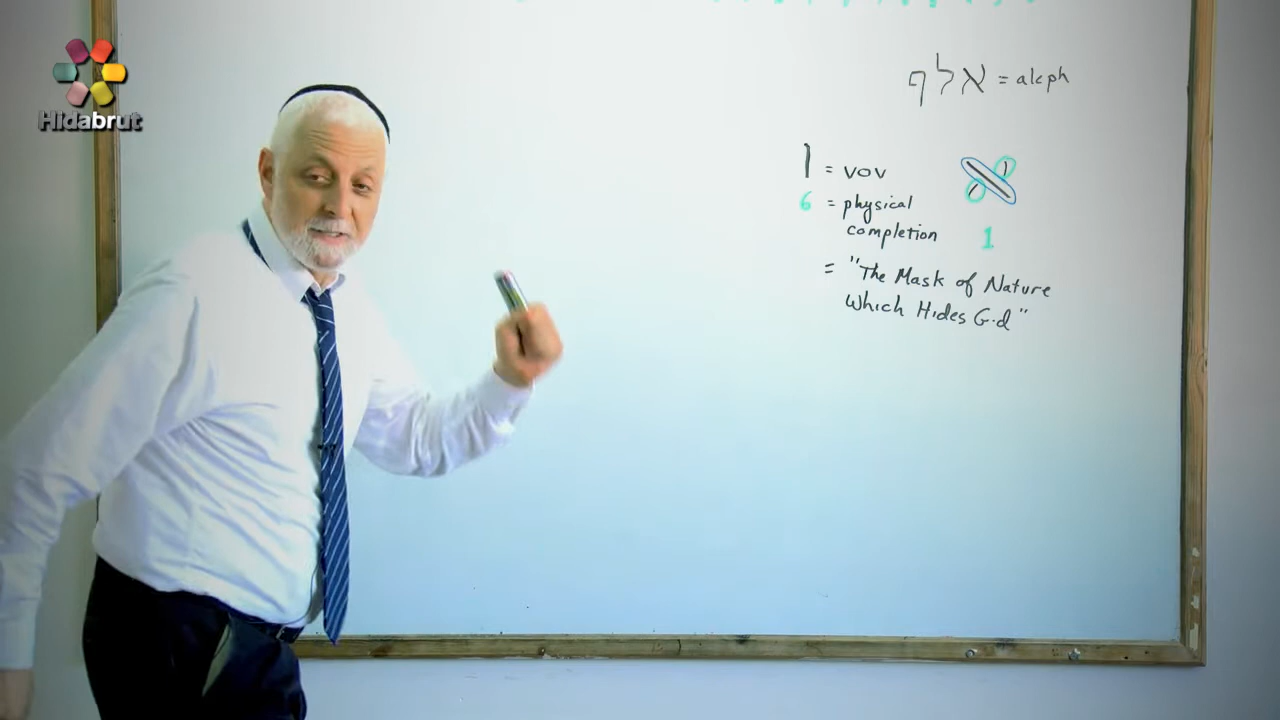 Hidabrut
אלף = aleph
ו = vov
6 = physical
completion
= "The Mask of Nature
Which Hides G-d"
א
1